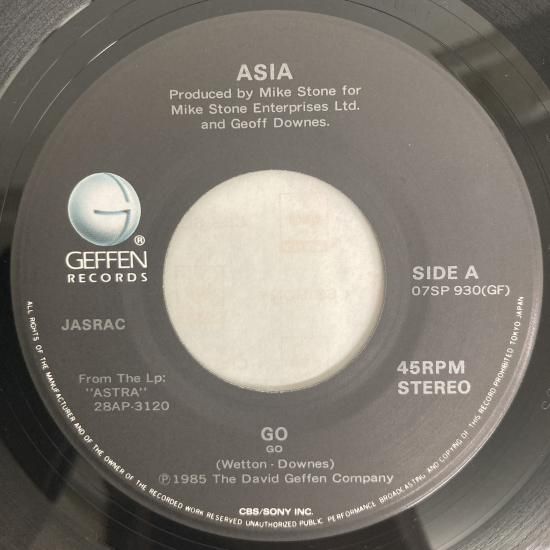 ASIA
Produced by Mike Stone for
Mike Stone Enterprises Ltd.
and Geoff Downes.
GEFFEN®
RECORDS
SIDE A
07SP 930(GF)
JASRAC
From The Lp:
"ASTRA"
28AP-3120
45RPM
STEREO
GO
GO
(Wetton · Downes)
Ⓟ1985 The David Geffen Company
ALL RIGHTS OF THE MANUFACTURER AND OF THE OWNER OF THE RECORDED WORK RESERVED UNAUTHORIZED PUBLIC PERFORMANCE BROADCASTING AND COPYING OF THIS RECORD PROHIBITED TOKYO JAPAN
CBS/SONY INC.